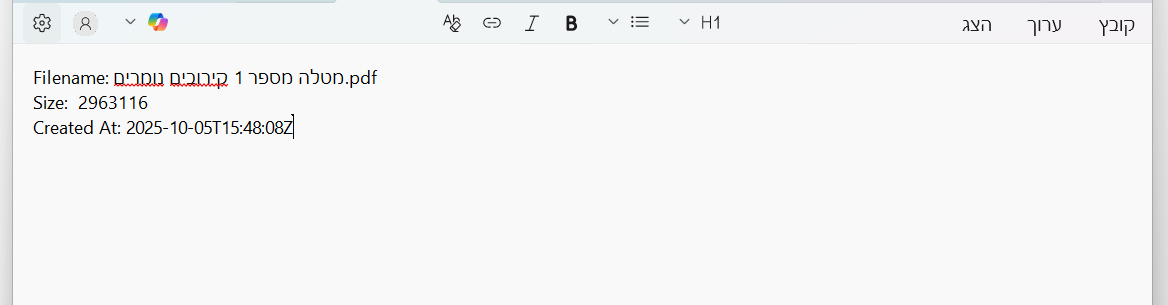 קובץ ערוך הצג H1 B I
Filename: מטלה מספר 1 קירובים נומרים.pdf
Size:  2963116
Created At: 2025-10-05T15:48:08Z